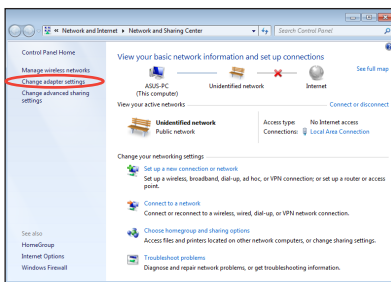 « Network and Internet ▸ Network and Sharing Center
Search Control Panel
Control Panel Home
Manage wireless networks
Change adapter settings
Change advanced sharing
settings
See also
HomeGroup
Internet Options
Windows Firewall
View your basic network information and set up connections
See full map
ASUS-PC
(This computer)
Unidentified network
Internet
View your active networks
Connect or disconnect
Unidentified network
Public network
Access type: No Internet access
Connections: Local Area Connection
Change your networking settings
Set up a new connection or network
Set up a wireless, broadband, dial-up, ad hoc, or VPN connection; or set up a router or access
point.
Connect to a network
Connect or reconnect to a wireless, wired, dial-up, or VPN network connection.
Choose homegroup and sharing options
Access files and printers located on other network computers, or change sharing settings.
Troubleshoot problems
Diagnose and repair network problems, or get troubleshooting information.